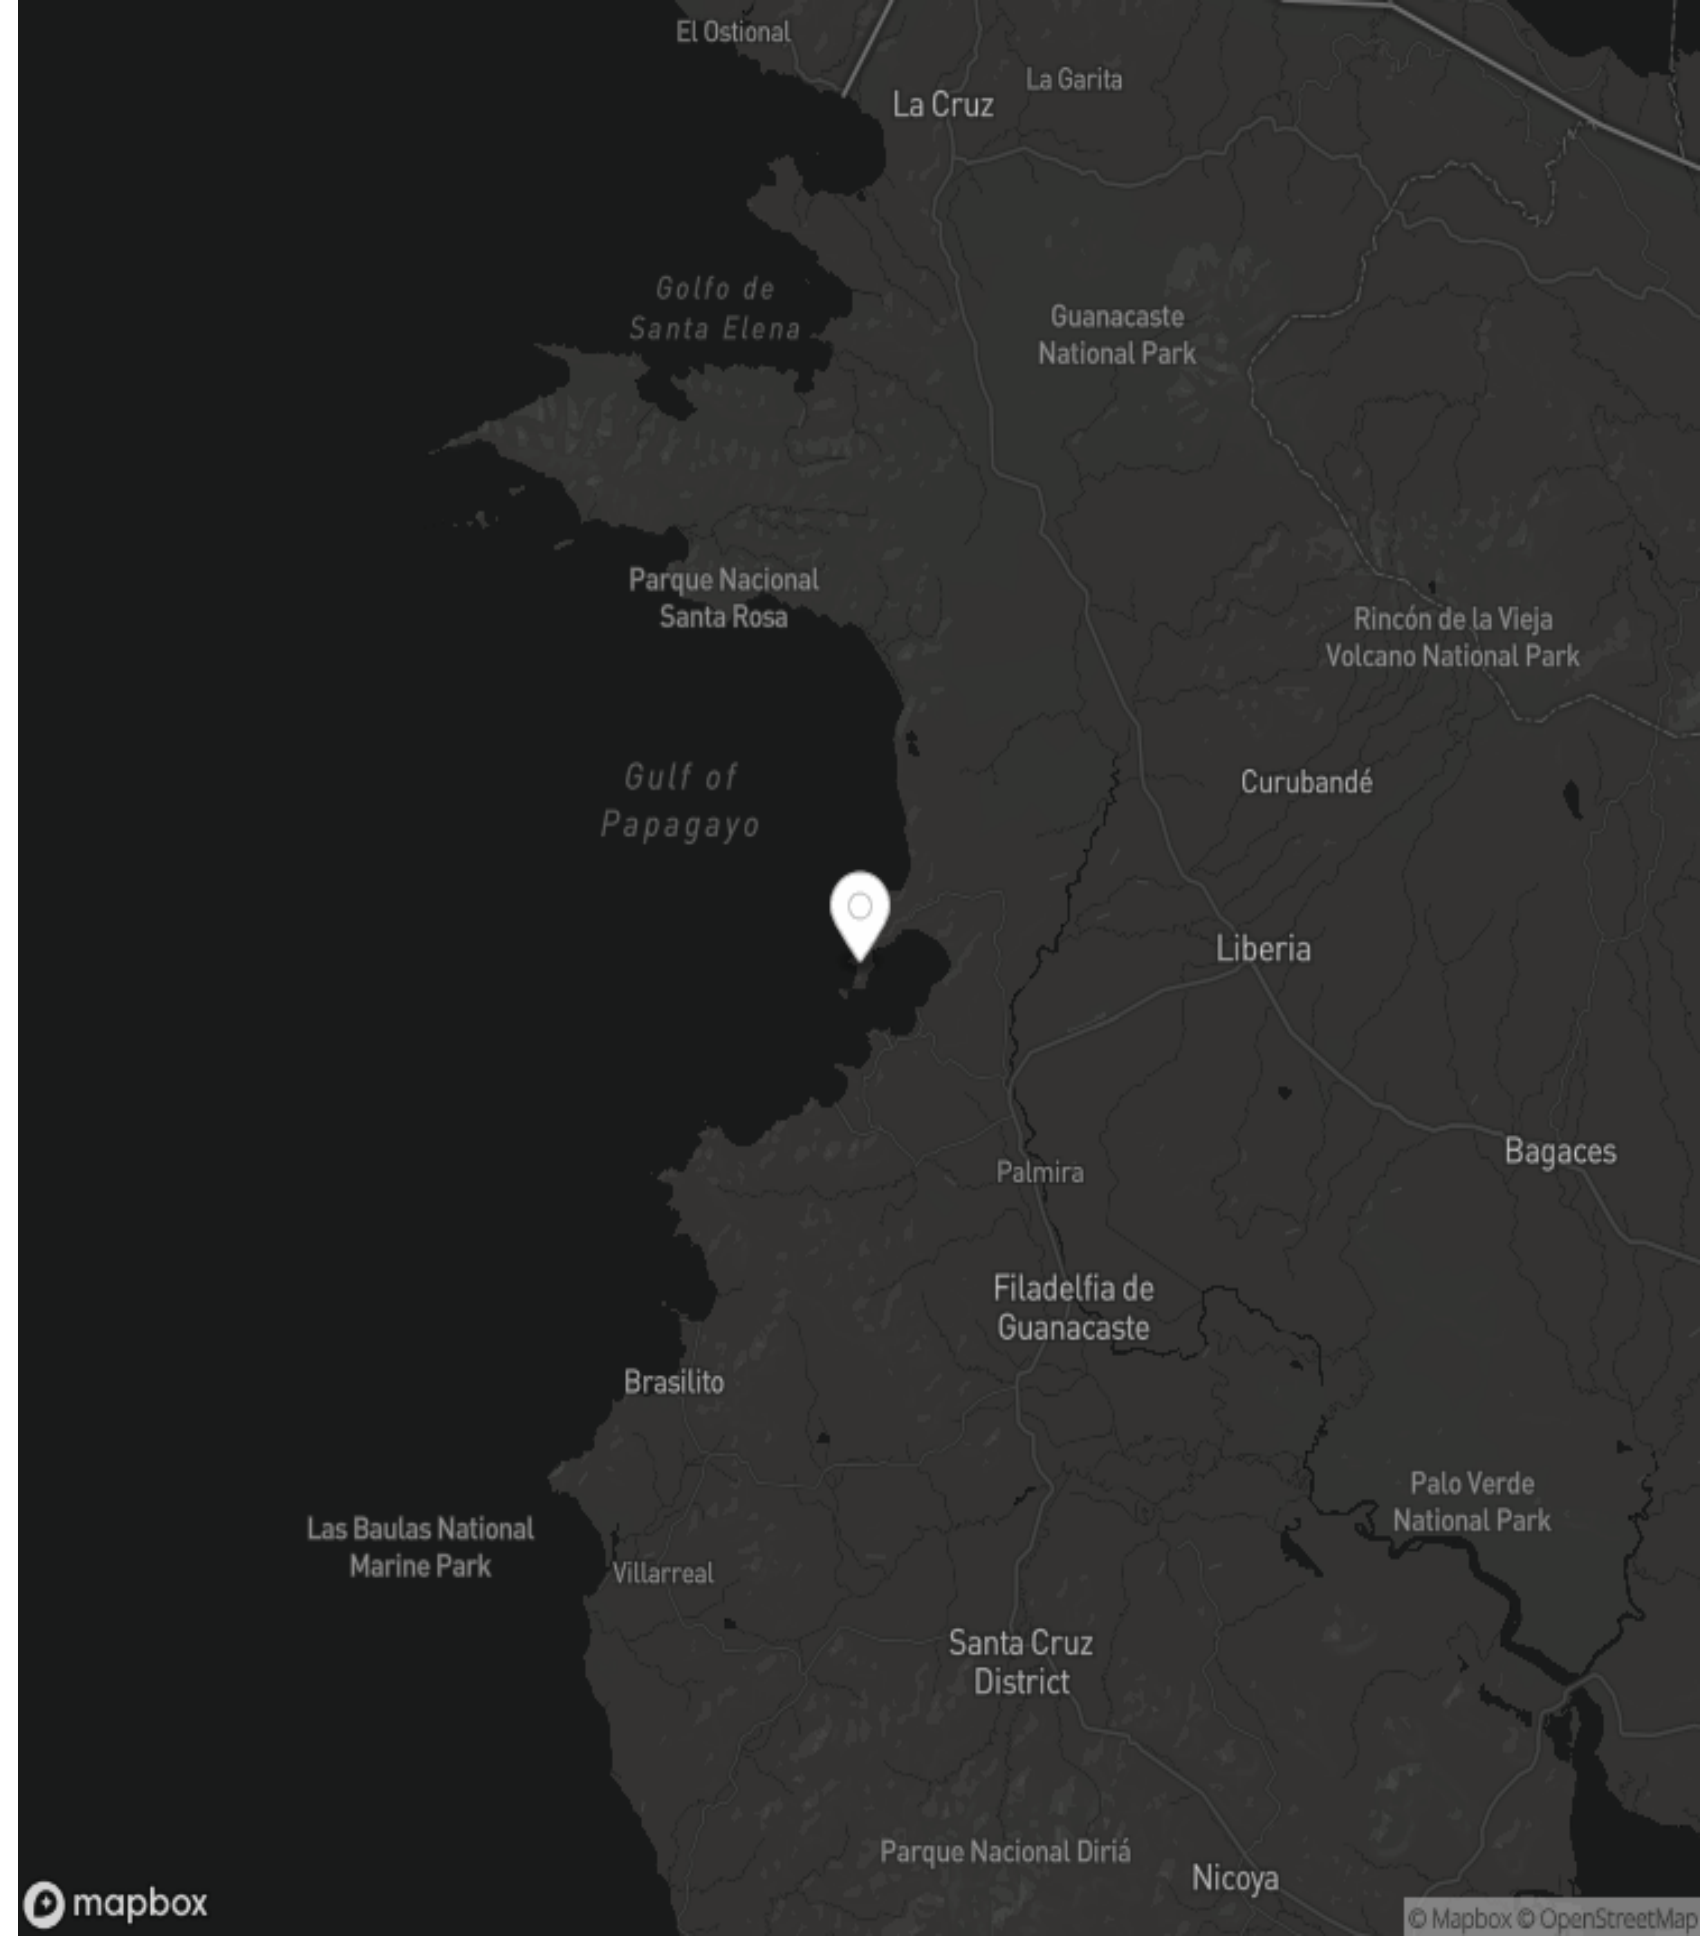 El Ostional
La Garita
La Cruz
Golfo de
Santa Elena
Guanacaste
National Park
Parque Nacional
Santa Rosa
Rincón de la Vieja
Volcano National Park
Gulf of
Papagayo
Curubandé
Liberia
Bagaces
Palmira
Filadelfia de
Guanacaste
Brasilito
Palo Verde
National Park
Las Baulas National
Marine Park
Villarreal
Santa Cruz
District
Parque Nacional Diriá
Nicoya
mapbox
© Mapbox © OpenStreetMap